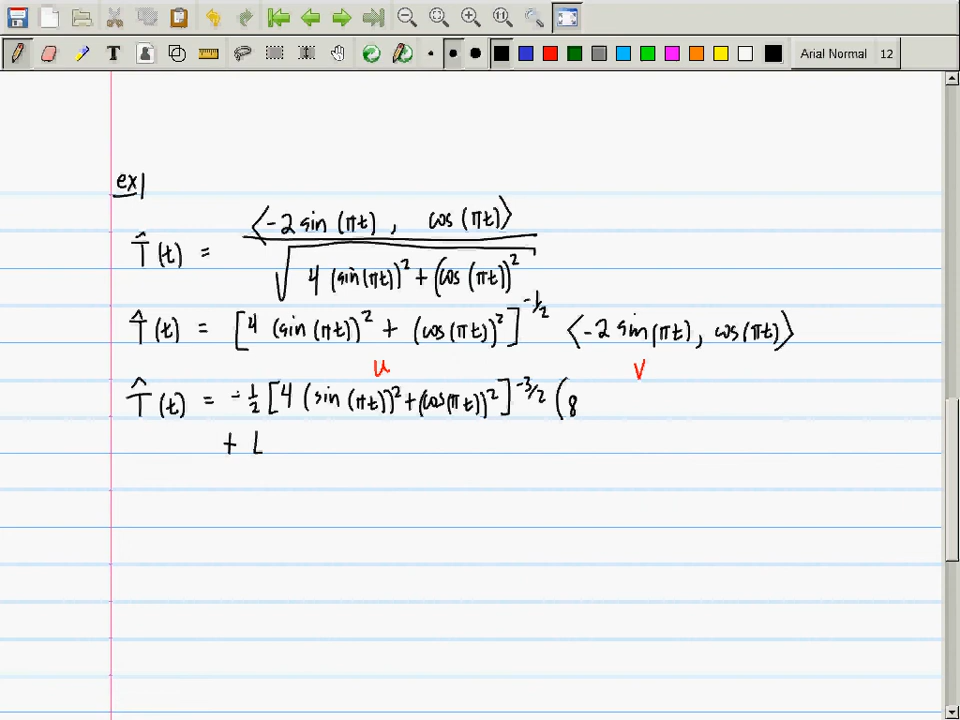 Arial Normal 12
ex1
T̂(t) = <-2 sin(πt), cos(πt)> / √(4(sin(πt))² + (cos(πt))²)
T̂(t) = [4 (sin(πt))² + (cos(πt))²]^(-1/2) <-2 sin(πt), cos(πt)>
u v
T̂(t) = -1/2 [4(sin(πt))² + (cos(πt))²]^(-3/2) (8
+ [